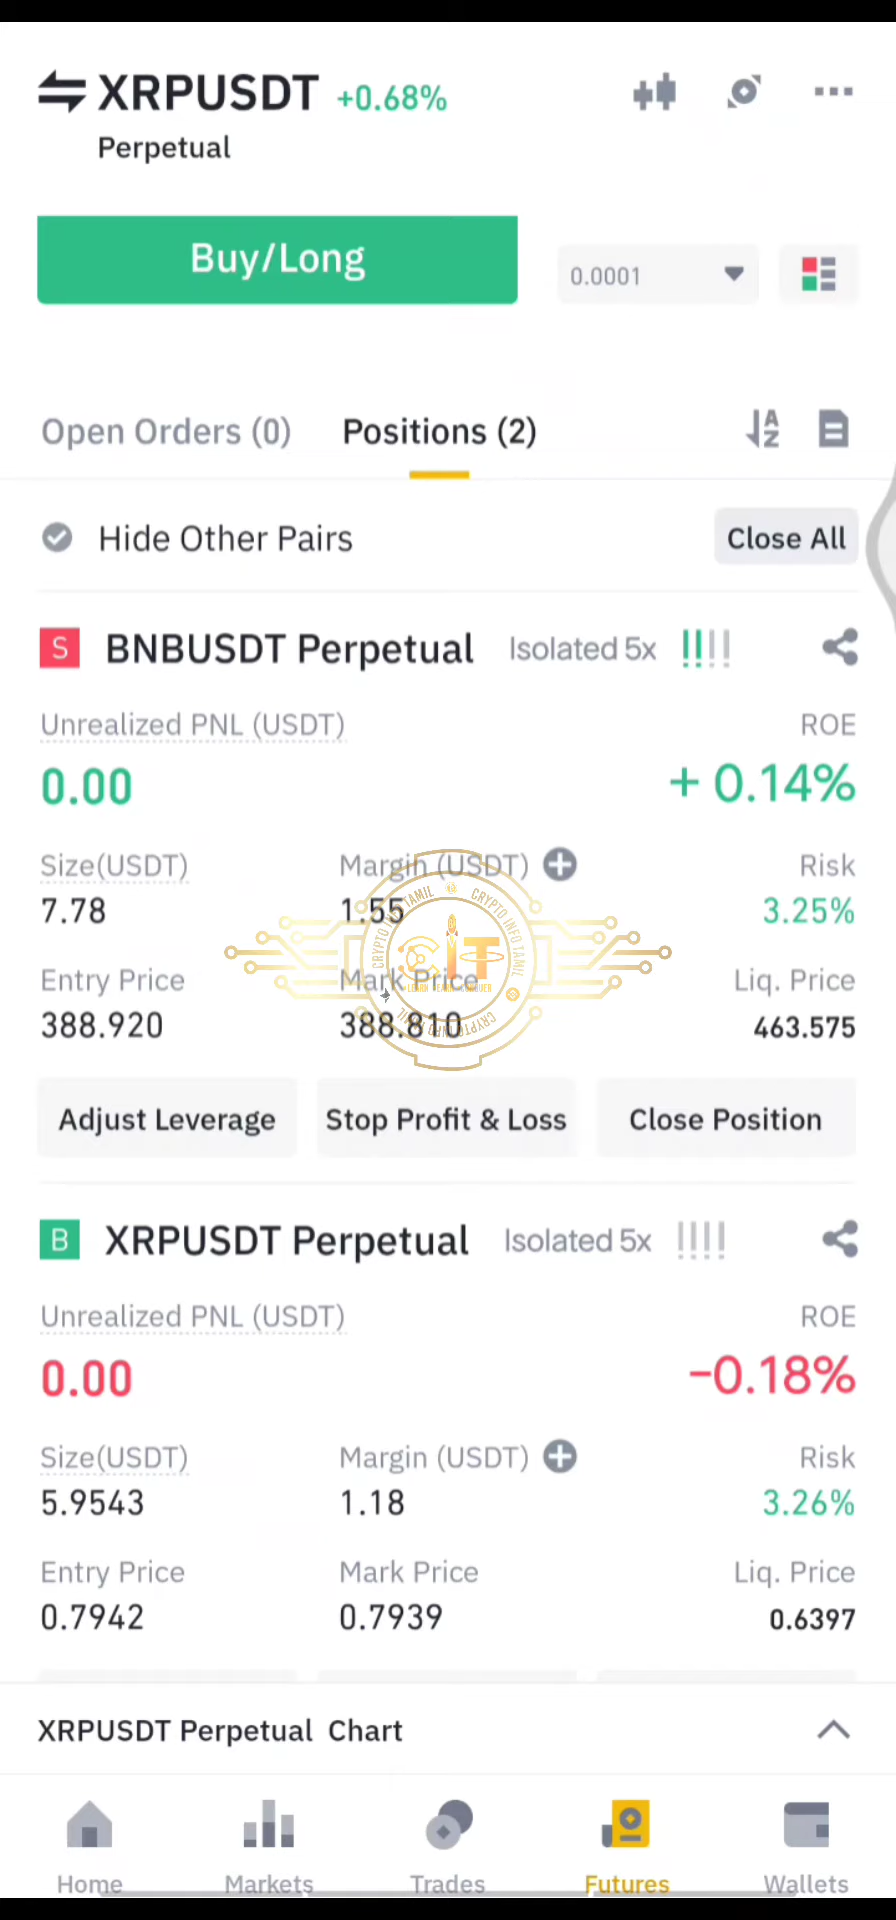 XRPUSDT +0.68%
Perpetual
Buy/Long
0.0001
Open Orders (0) Positions (2)
Hide Other Pairs Close All
S BNBUSDT Perpetual Isolated 5x
Unrealized PNL (USDT) ROE
0.00 + 0.14%
Size(USDT) Margin (USDT) Risk
7.78 1.55 3.25%
CRYPTO INFO TAMIL
CIT
Entry Price Mark Price Liq. Price
388.920 388.810 463.575
Adjust Leverage Stop Profit & Loss Close Position
B XRPUSDT Perpetual Isolated 5x
Unrealized PNL (USDT) ROE
0.00 -0.18%
Size(USDT) Margin (USDT) Risk
5.9543 1.18 3.26%
Entry Price Mark Price Liq. Price
0.7942 0.7939 0.6397
XRPUSDT Perpetual Chart
Home Markets Trades Futures Wallets